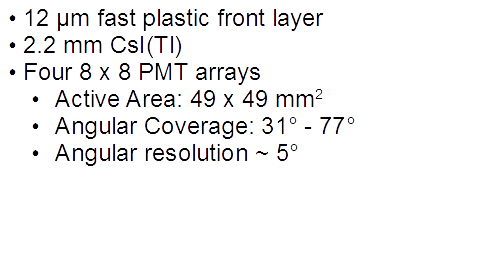 • 12 µm fast plastic front layer
• 2.2 mm CsI(Tl)
• Four 8 x 8 PMT arrays
• Active Area: 49 x 49 mm²
• Angular Coverage: 31° - 77°
• Angular resolution ~ 5°